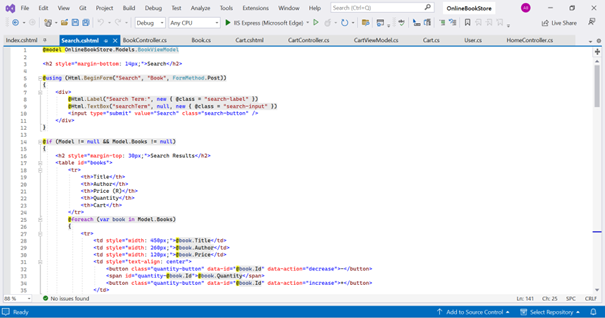 File Edit View Git Project Build Debug Test Analyze Tools Extensions Window Help Search (Ctrl+Q) OnlineBookStore
Debug Any CPU IIS Express (Microsoft Edge) Live Share
Index.cshtml Search.cshtml BookController.cs Book.cs Cart.cshtml CartController.cs CartViewModel.cs Cart.cs User.cs HomeController.cs
1 @model OnlineBookStore.Models.BookViewModel
2
3 <h2 style="margin-bottom: 14px;">Search</h2>
4
5 @using (Html.BeginForm("Search", "Book", FormMethod.Post))
6 {
7 <div>
8 @Html.Label("Search Term:", new { @class = "search-label" })
9 @Html.TextBox("searchTerm", null, new { @class = "search-input" })
10 <input type="submit" value="Search" class="search-button" />
11 </div>
12 }
13
14 @if (Model != null && Model.Books != null)
15 {
16 <h2 style="margin-top: 30px;">Search Results</h2>
17 <table id="books">
18 <tr>
19 <th>Title</th>
20 <th>Author</th>
21 <th>Price (R)</th>
22 <th>Quantity</th>
23 <th>Cart</th>
24 </tr>
25 @foreach (var book in Model.Books)
26 {
27 <tr>
28 <td style="width: 450px;">@book.Title</td>
29 <td style="width: 260px;">@book.Author</td>
30 <td style="width: 120px;">@book.Price</td>
31 <td style="text-align: center">
32 <button class="quantity-button" data-id="@book.Id" data-action="decrease">-</button>
33 <span id="quantity-@book.Id">@book.Quantity</span>
34 <button class="quantity-button" data-id="@book.Id" data-action="increase">+</button>
35 </td>
86 % No issues found Ln: 141 Ch: 25 SPC CRLF
Ready Add to Source Control Select Repository